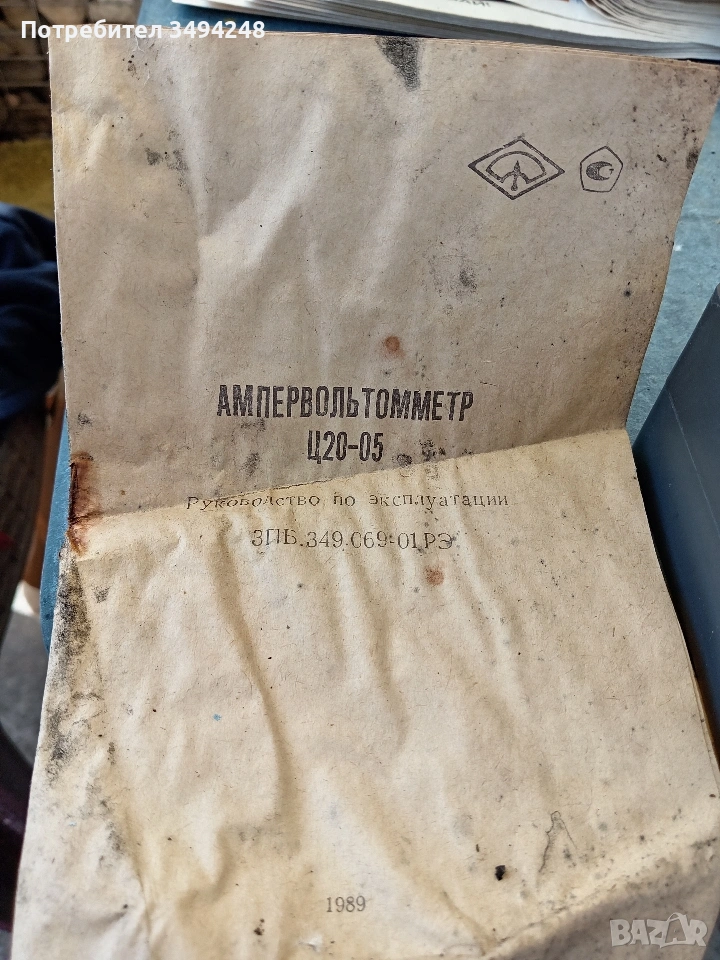 Потребител 3494248
АМПЕРВОЛЬТОММЕТР
Ц20-05
Руководство по эксплуатации
3ПБ.349.069-01РЭ
1989
BAZAR